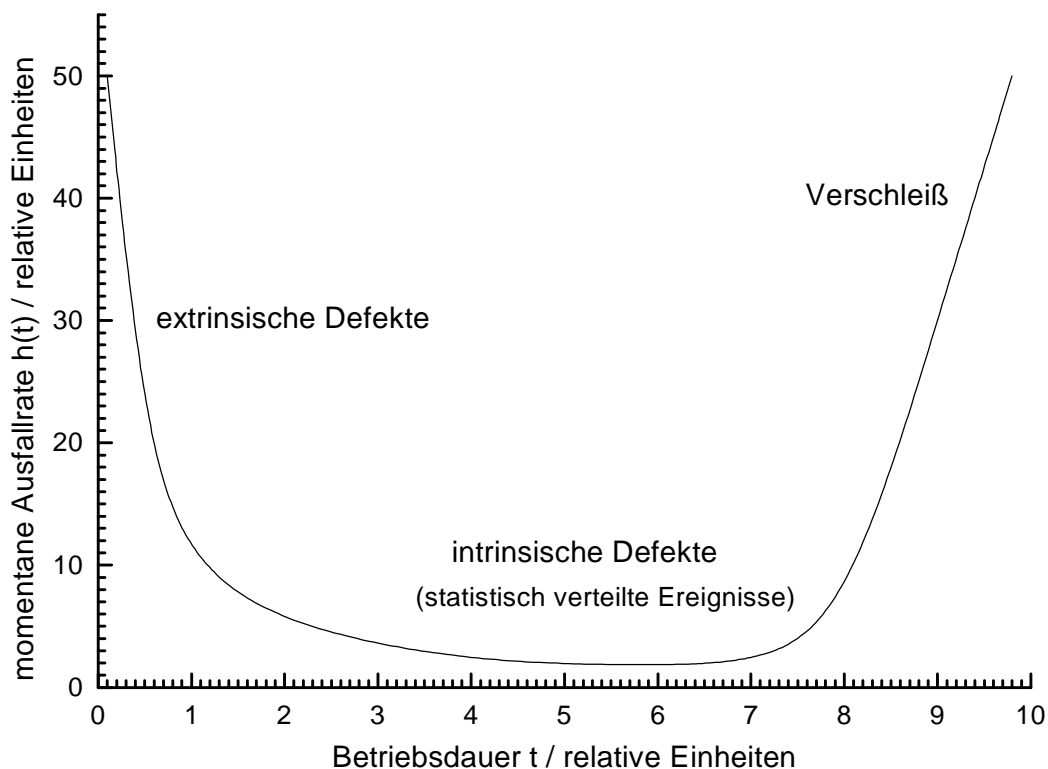 momentane Ausfallrate h(t) / relative Einheiten
50
40
30
20
10
0
extrinsische Defekte
Verschleiß
intrinsische Defekte
(statistisch verteilte Ereignisse)
0 1 2 3 4 5 6 7 8 9 10
Betriebsdauer t / relative Einheiten